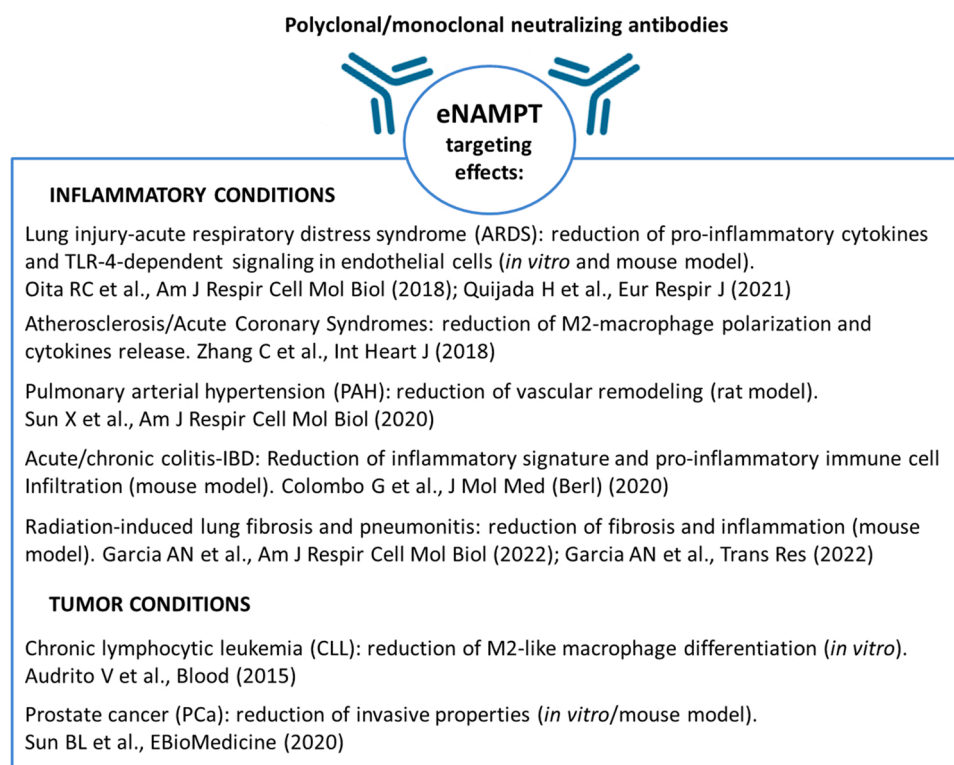 Polyclonal/monoclonal neutralizing antibodies
eNAMPT
targeting
effects:
INFLAMMATORY CONDITIONS
Lung injury-acute respiratory distress syndrome (ARDS): reduction of pro-inflammatory cytokines
and TLR-4-dependent signaling in endothelial cells (in vitro and mouse model).
Oita RC et al., Am J Respir Cell Mol Biol (2018); Quijada H et al., Eur Respir J (2021)
Atherosclerosis/Acute Coronary Syndromes: reduction of M2-macrophage polarization and
cytokines release. Zhang C et al., Int Heart J (2018)
Pulmonary arterial hypertension (PAH): reduction of vascular remodeling (rat model).
Sun X et al., Am J Respir Cell Mol Biol (2020)
Acute/chronic colitis-IBD: Reduction of inflammatory signature and pro-inflammatory immune cell
Infiltration (mouse model). Colombo G et al., J Mol Med (Berl) (2020)
Radiation-induced lung fibrosis and pneumonitis: reduction of fibrosis and inflammation (mouse
model). Garcia AN et al., Am J Respir Cell Mol Biol (2022); Garcia AN et al., Trans Res (2022)
TUMOR CONDITIONS
Chronic lymphocytic leukemia (CLL): reduction of M2-like macrophage differentiation (in vitro).
Audrito V et al., Blood (2015)
Prostate cancer (PCa): reduction of invasive properties (in vitro/mouse model).
Sun BL et al., EBioMedicine (2020)